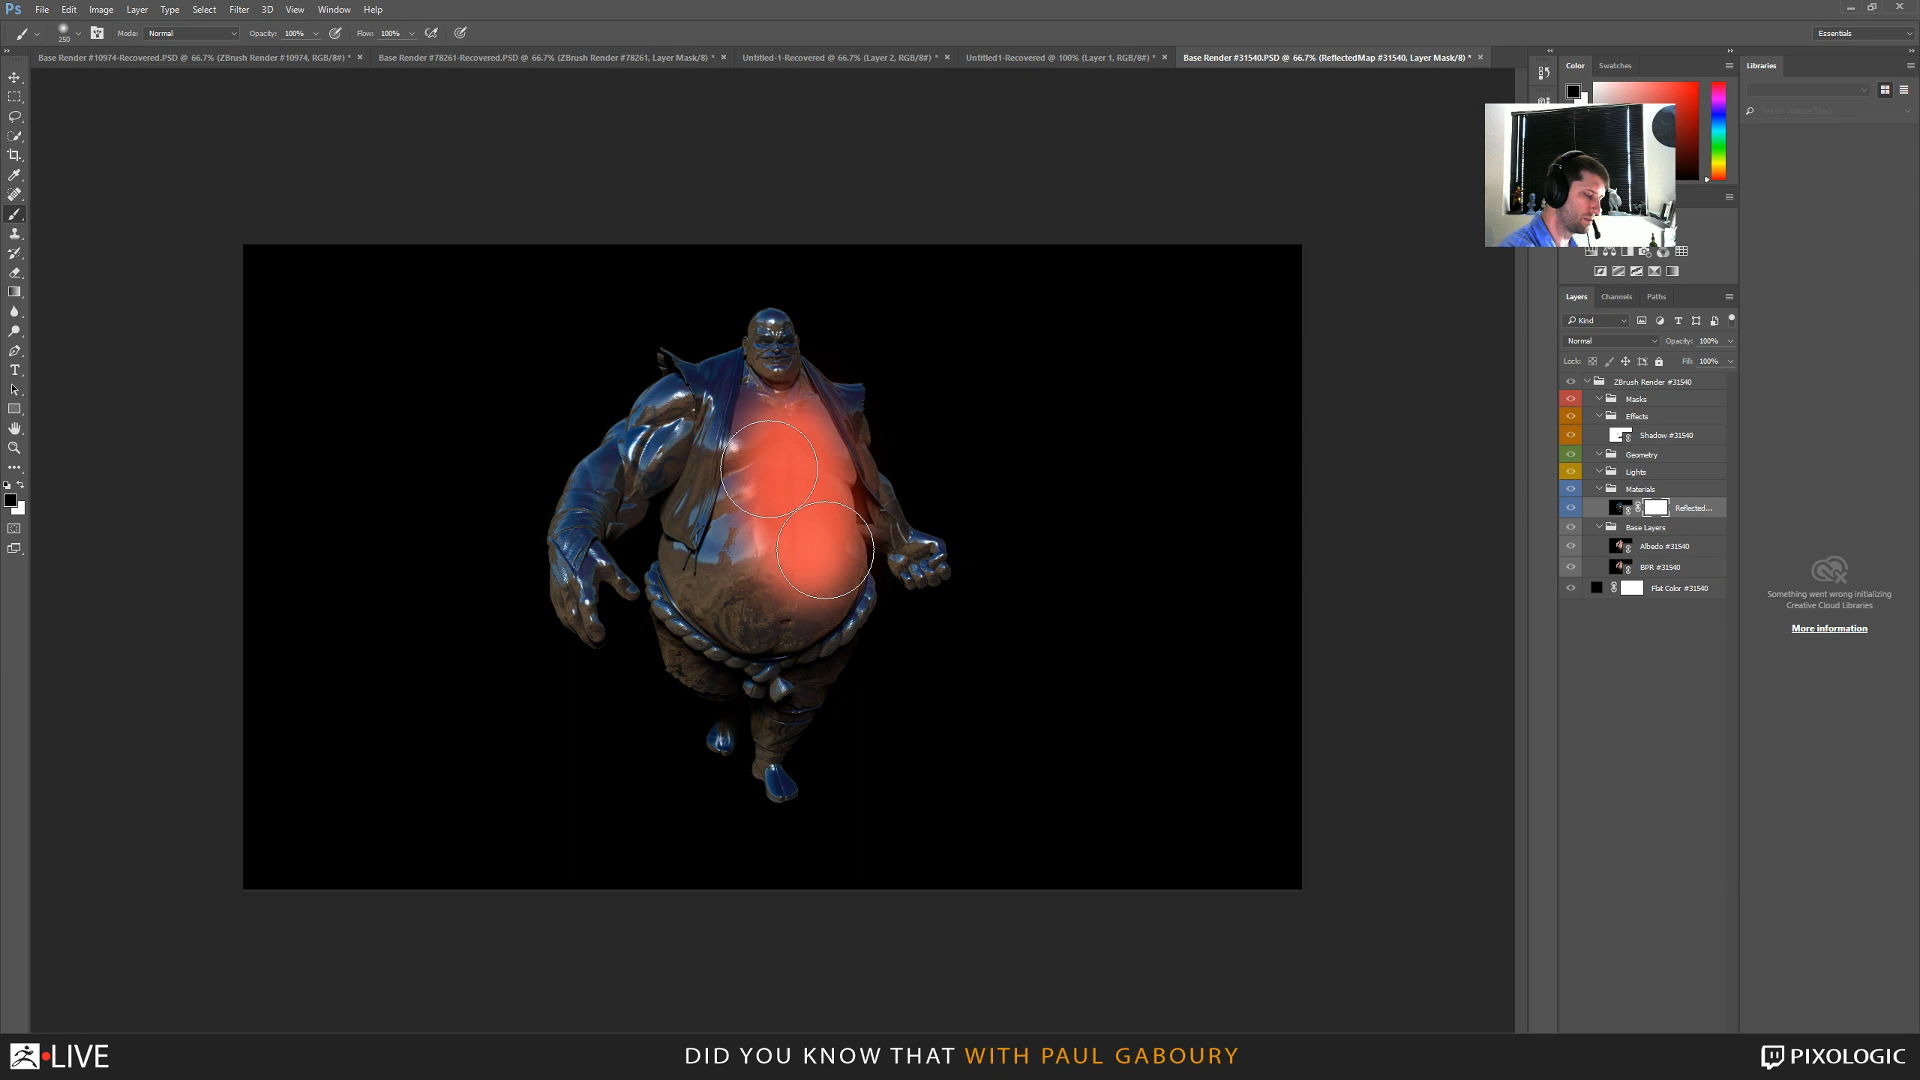 Ps File Edit Image Layer Type Select Filter 3D View Window Help
250 Mode: Normal Opacity: 100% Flow: 100% Essentials
Base Render #10974-Recovered.PSD @ 66.7% (ZBrush Render #10974, RGB/8#) * × Base Render #78261-Recovered.PSD @ 66.7% (ZBrush Render #78261, Layer Mask/8) * × Untitled-1-Recovered @ 66.7% (Layer 2, RGB/8#) * × Untitled1-Recovered @ 100% (Layer 1, RGB/8#) * × Base Render #31540.PSD @ 66.7% (ReflectedMap #31540, Layer Mask/8) * ×
Color Swatches Libraries
Search Adobe Stock
Layers Channels Paths
Kind
Normal Opacity: 100%
Lock: Fill: 100%
ZBrush Render #31540
Masks
Effects
Shadow #31540
Geometry
Lights
Materials
Reflected...
Base Layers
Albedo #31540
BPR #31540
Flat Color #31540
Something went wrong initializing
Creative Cloud Libraries
More information
LIVE DID YOU KNOW THAT WITH PAUL GABOURY PIXOLOGIC